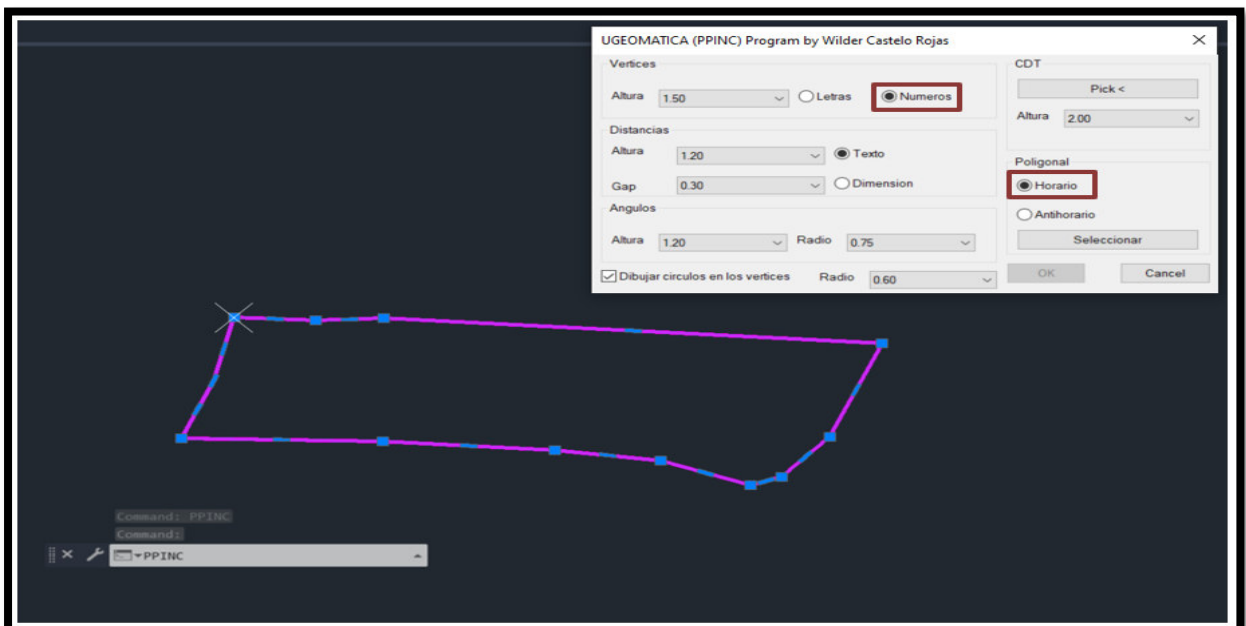 UGEOMATICA (PPINC) Program by Wilder Castelo Rojas
Vertices
Altura 1.50 Letras Numeros
Distancias
Altura 1.20 Texto
Gap 0.30 Dimension
Angulos
Altura 1.20 Radio 0.75
Dibujar circulos en los vertices Radio 0.60
CDT
Pick <
Altura 2.00
Poligonal
Horario
Antihorario
Seleccionar
OK Cancel
Command: PPINC
Command:
PPINC